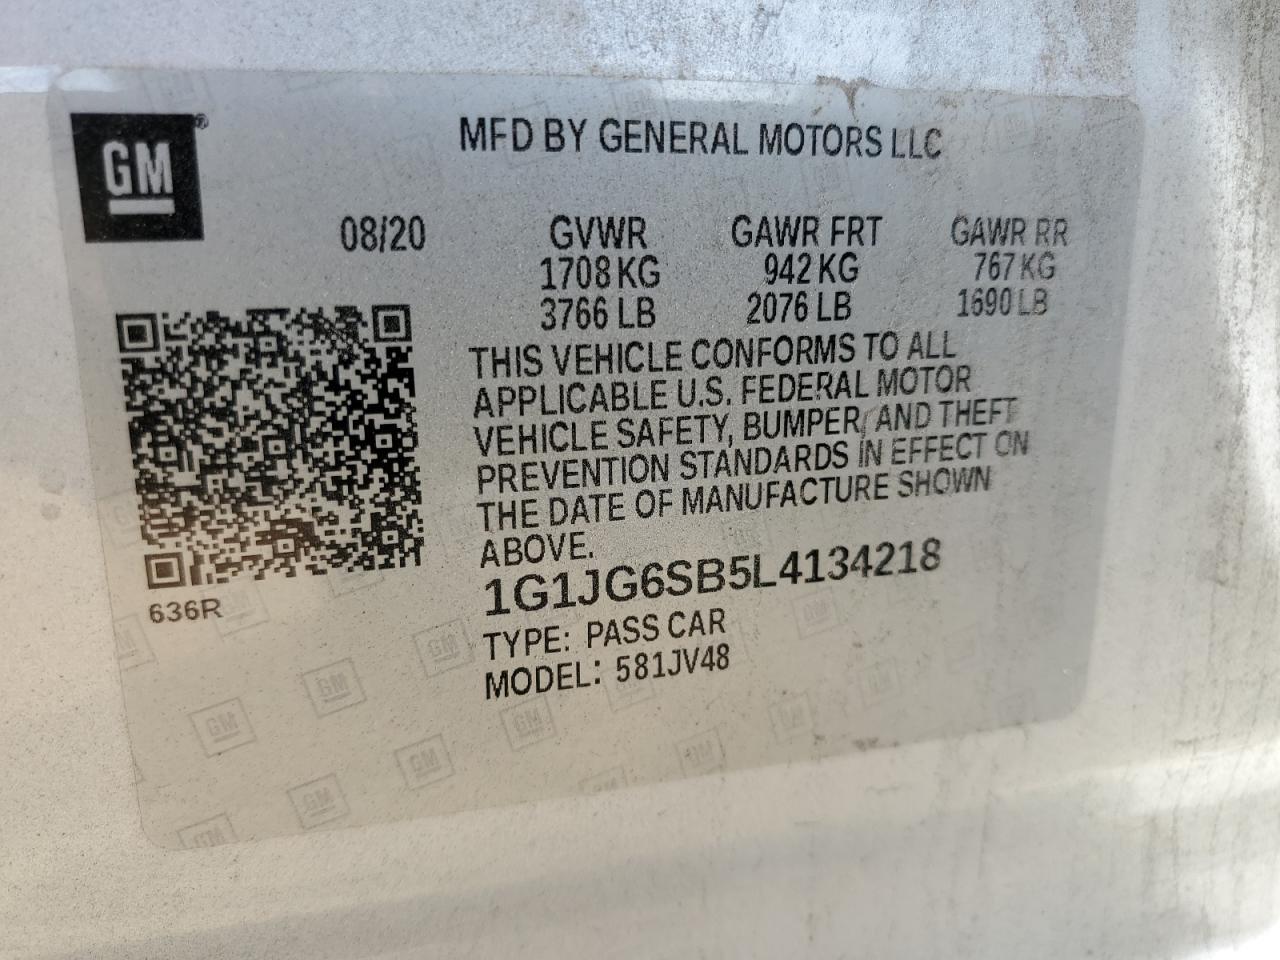 GM®
MFD BY GENERAL MOTORS LLC
08/20 GVWR GAWR FRT GAWR RR
1708 KG 942 KG 767 KG
3766 LB 2076 LB 1690 LB
THIS VEHICLE CONFORMS TO ALL
APPLICABLE U.S. FEDERAL MOTOR
VEHICLE SAFETY, BUMPER, AND THEFT
PREVENTION STANDARDS IN EFFECT ON
THE DATE OF MANUFACTURE SHOWN
ABOVE.
1G1JG6SB5L4134218
636R
TYPE: PASS CAR
MODEL: 581JV48